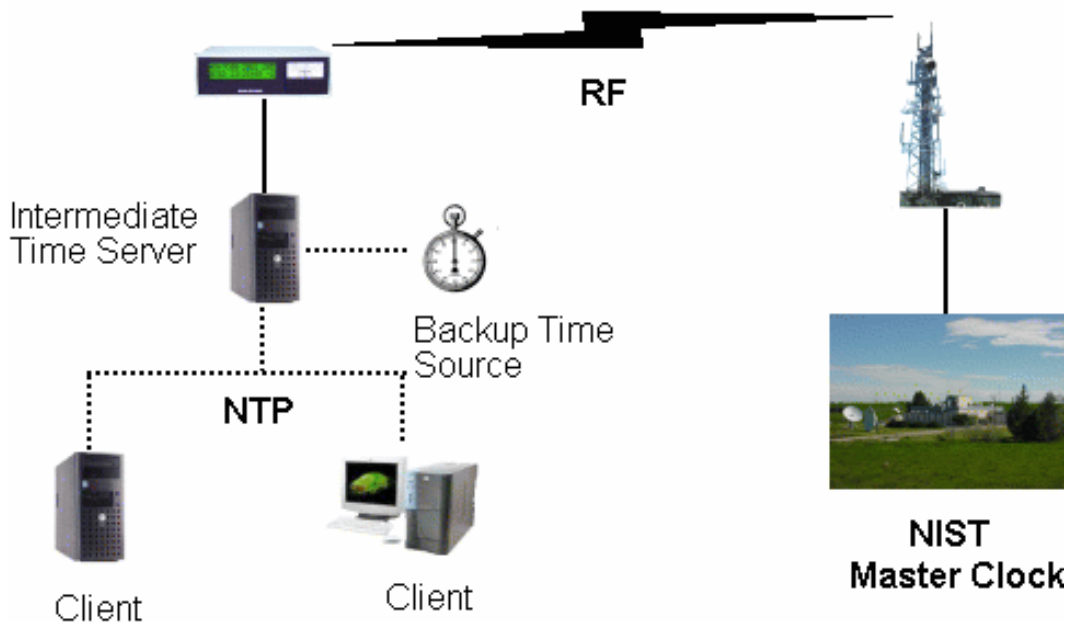 RF
Intermediate
Time Server
Backup Time
Source
NTP
Client
Client
NIST
Master Clock